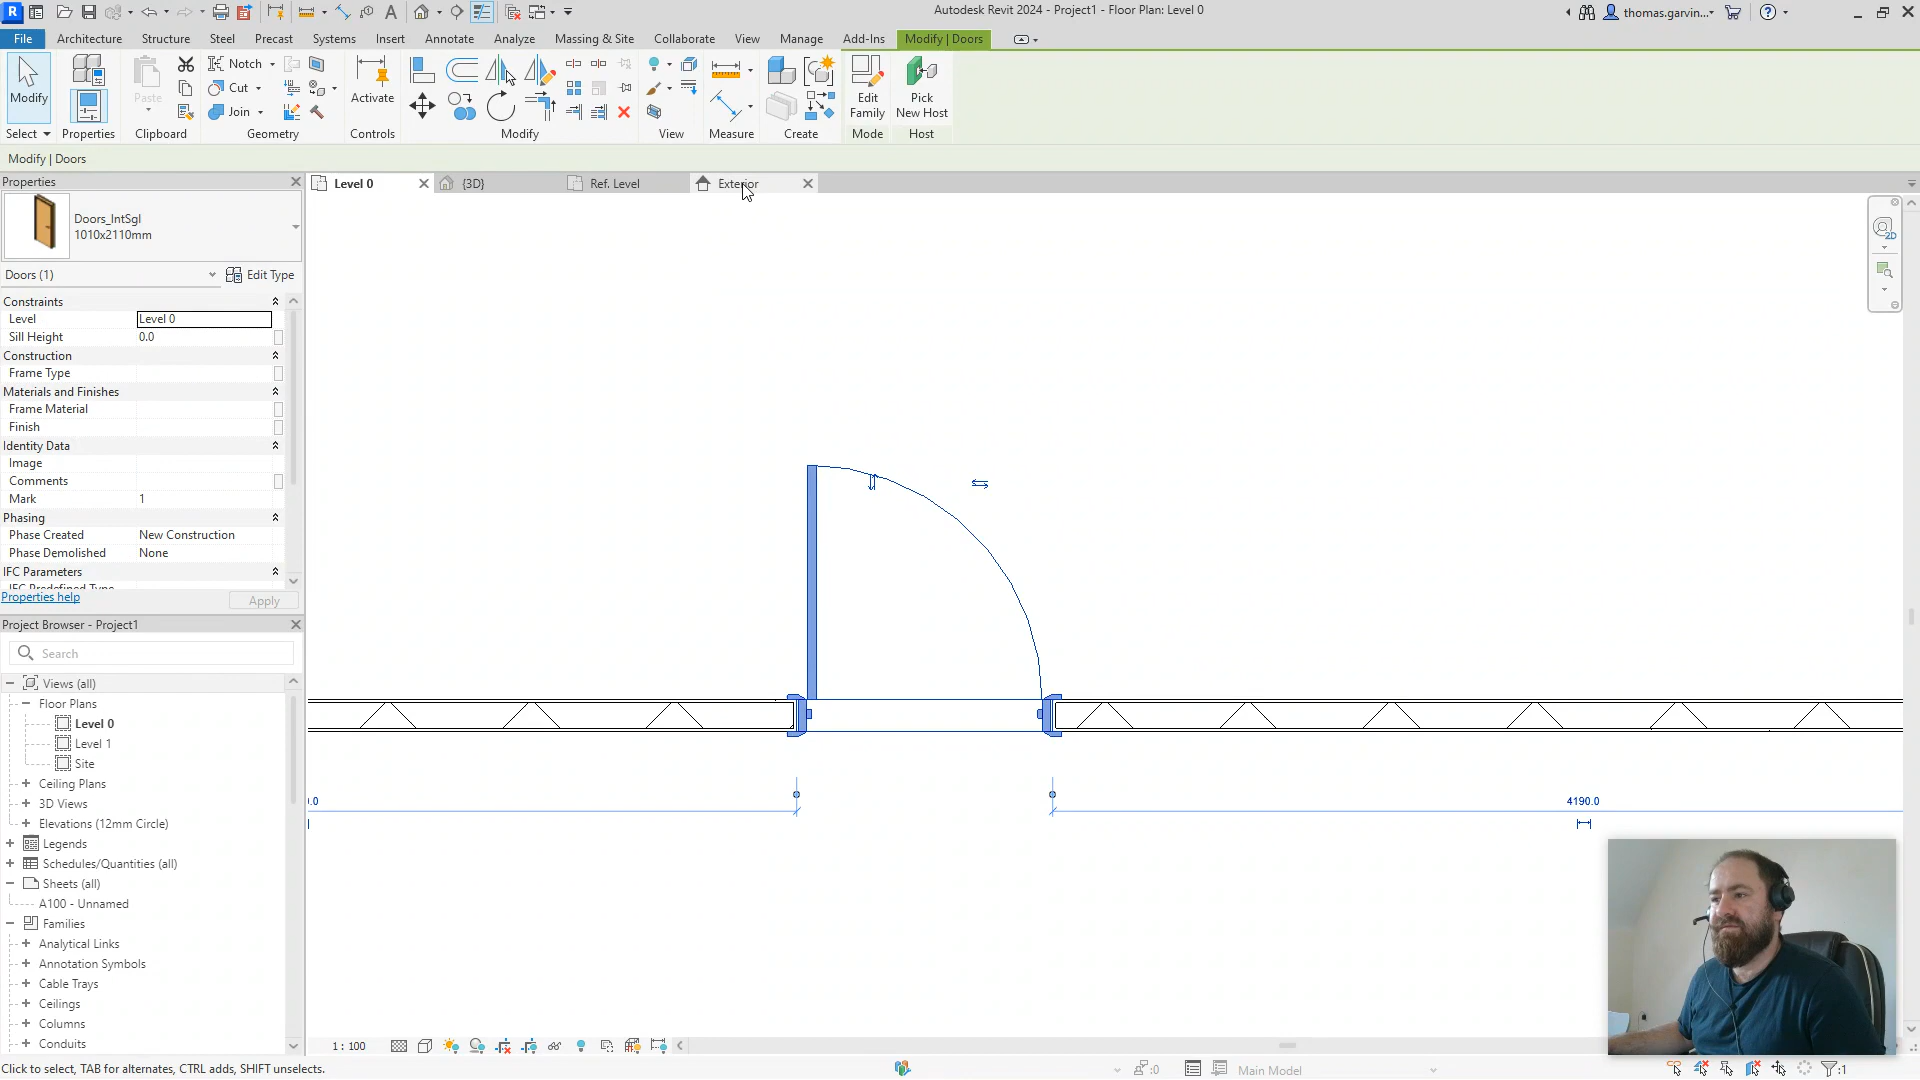 Autodesk Revit 2024 - Project1 - Floor Plan: Level 0
thomas.garvin...
File Architecture Structure Steel Precast Systems Insert Annotate Analyze Massing & Site Collaborate View Manage Add-Ins Modify | Doors
Modify
Paste
Notch
Cut
Join
Activate
Edit Family
Pick New Host
Select Properties Clipboard Geometry Controls Modify View Measure Create Mode Host
Modify | Doors
Properties
Level 0
{3D}
Ref. Level
Exterior
Doors_IntSgl
1010x2110mm
Doors (1)
Edit Type
Constraints
Level Level 0
Sill Height 0.0
Construction
Frame Type
Materials and Finishes
Frame Material
Finish
Identity Data
Image
Comments
Mark 1
Phasing
Phase Created New Construction
Phase Demolished None
IFC Parameters
Properties help
Apply
Project Browser - Project1
Search
Views (all)
Floor Plans
Level 0
Level 1
Site
Ceiling Plans
3D Views
Elevations (12mm Circle)
Legends
Schedules/Quantities (all)
Sheets (all)
A100 - Unnamed
Families
Analytical Links
Annotation Symbols
Cable Trays
Ceilings
Columns
Conduits
2D
4190.0
1 : 100
Click to select, TAB for alternates, CTRL adds, SHIFT unselects.
:0
Main Model
:1